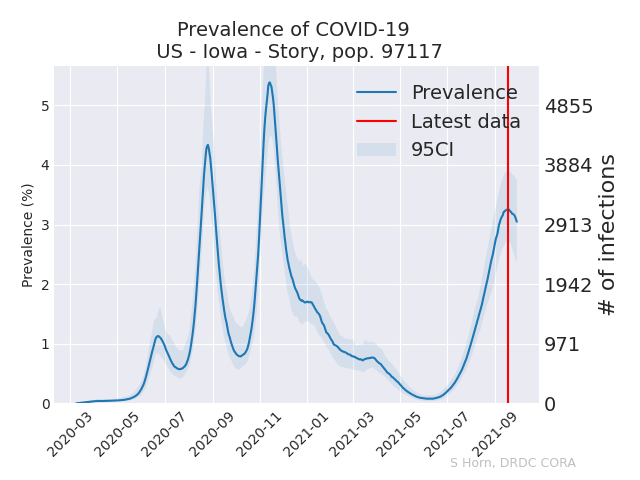 Prevalence of COVID-19
US - Iowa - Story, pop. 97117
Prevalence
Latest data
95CI
Prevalence (%)
5
4
3
2
1
0
4855
3884
2913
1942
971
0
# of infections
2020-03
2020-05
2020-07
2020-09
2020-11
2021-01
2021-03
2021-05
2021-07
2021-09
S Horn, DRDC CORA